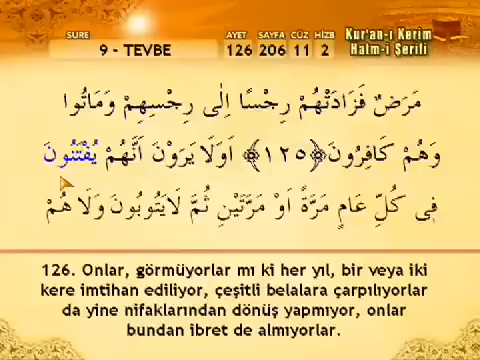 SURE AYET SAYFA CÜZ HİZB Kur'an-ı Kerim
9 - TEVBE 126 206 11 2 Hatm-i Şerifi
مَرَضٌ فَزَادَتْهُمْ رِجْسًا اِلٰى رِجْسِهِمْ وَمَاتُوا
وَهُمْ كَافِرُونَ ﴿١٢٥﴾ اَوَلَا يَرَوْنَ اَنَّهُمْ يُفْتَنُونَ
فِى كُلِّ عَامٍ مَرَّةً اَوْ مَرَّتَيْنِ ثُمَّ لَايَتُوبُونَ وَلَا هُمْ
126. Onlar, görmüyorlar mı ki her yıl, bir veya iki
kere imtihan ediliyor, çeşitli belalara çarpılıyorlar
da yine nifaklarından dönüş yapmıyor, onlar
bundan ibret de almıyorlar.